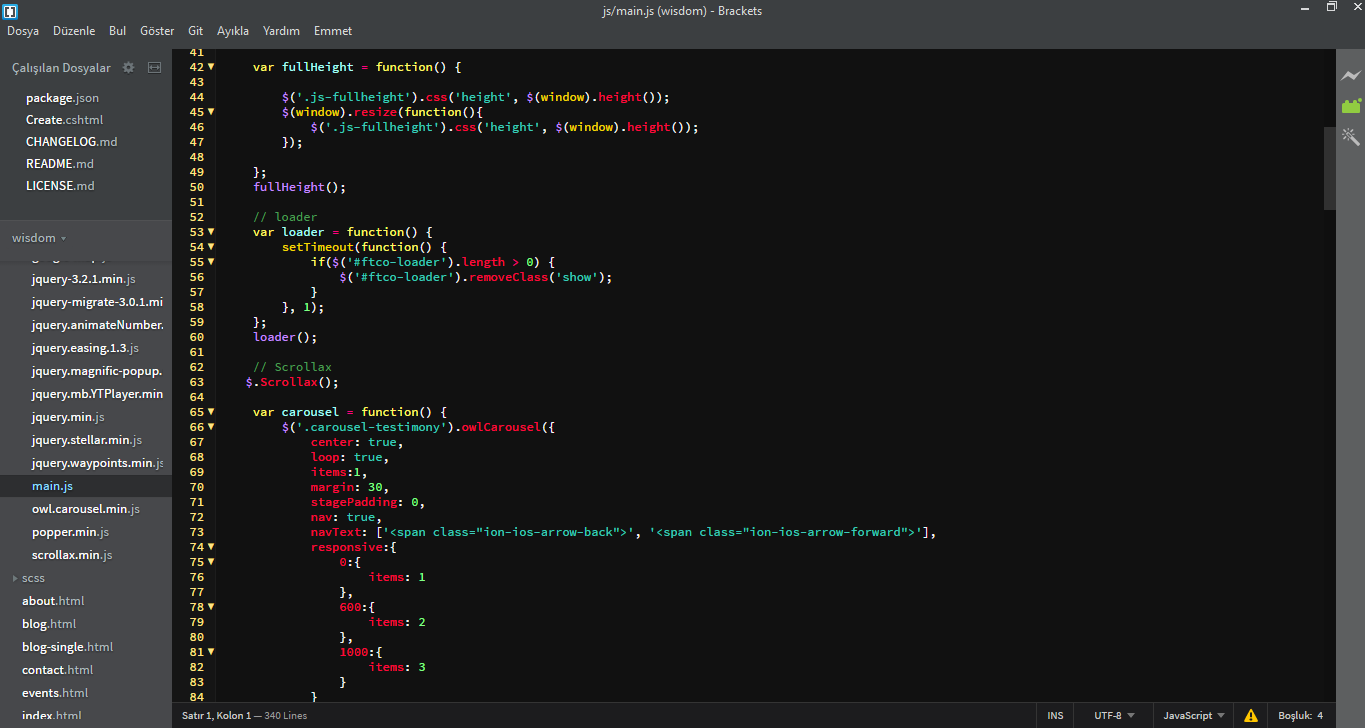 js/main.js (wisdom) - Brackets
Dosya Düzenle Bul Göster Git Ayıkla Yardım Emmet
Çalışılan Dosyalar
package.json
Create.cshtml
CHANGELOG.md
README.md
LICENSE.md
wisdom
jquery-3.2.1.min.js
jquery-migrate-3.0.1.mi
jquery.animateNumber.
jquery.easing.1.3.js
jquery.magnific-popup.
jquery.mb.YTPlayer.min
jquery.min.js
jquery.stellar.min.js
jquery.waypoints.min.js
main.js
owl.carousel.min.js
popper.min.js
scrollax.min.js
scss
about.html
blog.html
blog-single.html
contact.html
events.html
index.html
41
42 var fullHeight = function() {
43
44 $('.js-fullheight').css('height', $(window).height());
45 $(window).resize(function(){
46 $('.js-fullheight').css('height', $(window).height());
47 });
48
49 };
50 fullHeight();
51
52 // loader
53 var loader = function() {
54 setTimeout(function() {
55 if($('#ftco-loader').length > 0) {
56 $('#ftco-loader').removeClass('show');
57 }
58 }, 1);
59 };
60 loader();
61
62 // Scrollax
63 $.Scrollax();
64
65 var carousel = function() {
66 $('.carousel-testimony').owlCarousel({
67 center: true,
68 loop: true,
69 items:1,
70 margin: 30,
71 stagePadding: 0,
72 nav: true,
73 navText: ['<span class="ion-ios-arrow-back">', '<span class="ion-ios-arrow-forward">'],
74 responsive:{
75 0:{
76 items: 1
77 },
78 600:{
79 items: 2
80 },
81 1000:{
82 items: 3
83 }
84 }
Satır 1, Kolon 1 — 340 Lines
INS UTF-8 JavaScript Boşluk: 4